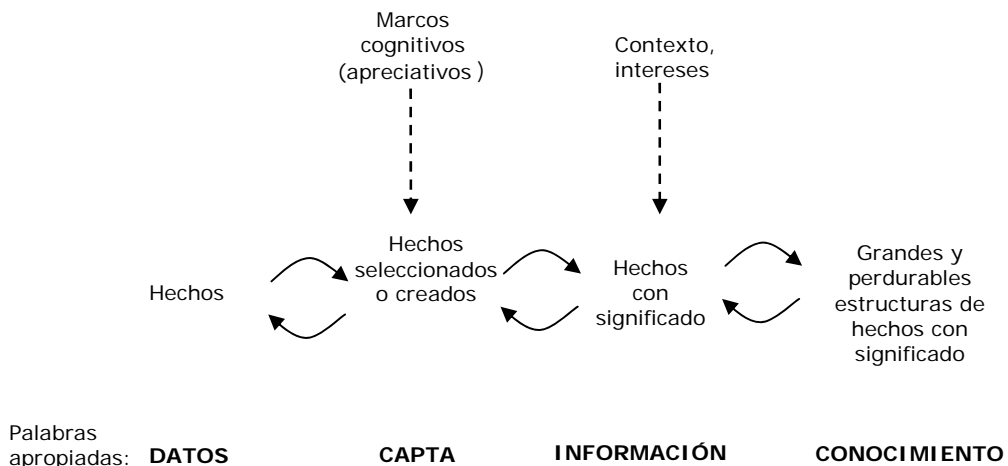 Marcos
cognitivos
(apreciativos )
Contexto,
intereses
Hechos
Hechos
seleccionados
o creados
Hechos
con
significado
Grandes y
perdurables
estructuras de
hechos con
significado
Palabras
apropiadas: DATOS CAPTA INFORMACIÓN CONOCIMIENTO